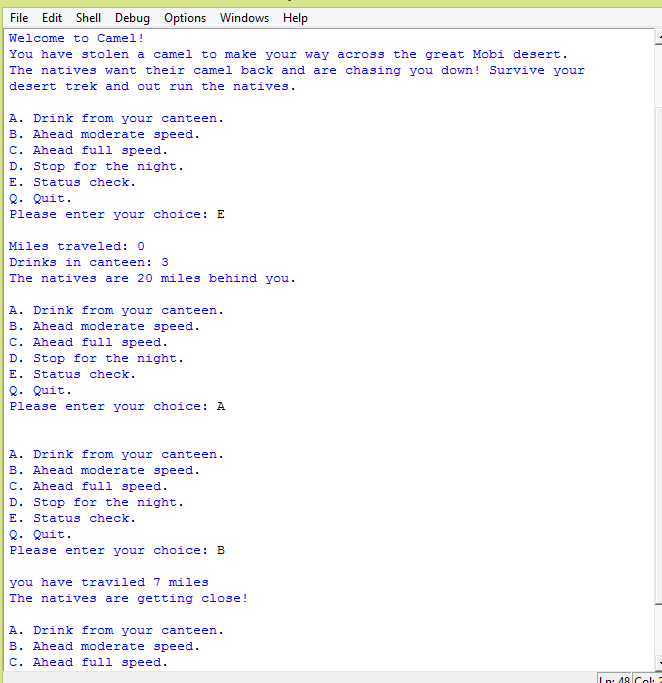 File Edit Shell Debug Options Windows Help
Welcome to Camel!
You have stolen a camel to make your way across the great Mobi desert.
The natives want their camel back and are chasing you down! Survive your
desert trek and out run the natives.
A. Drink from your canteen.
B. Ahead moderate speed.
C. Ahead full speed.
D. Stop for the night.
E. Status check.
Q. Quit.
Please enter your choice: E
Miles traveled: 0
Drinks in canteen: 3
The natives are 20 miles behind you.
A. Drink from your canteen.
B. Ahead moderate speed.
C. Ahead full speed.
D. Stop for the night.
E. Status check.
Q. Quit.
Please enter your choice: A
A. Drink from your canteen.
B. Ahead moderate speed.
C. Ahead full speed.
D. Stop for the night.
E. Status check.
Q. Quit.
Please enter your choice: B
you have traviled 7 miles
The natives are getting close!
A. Drink from your canteen.
B. Ahead moderate speed.
C. Ahead full speed.
Ln: 48 Col: